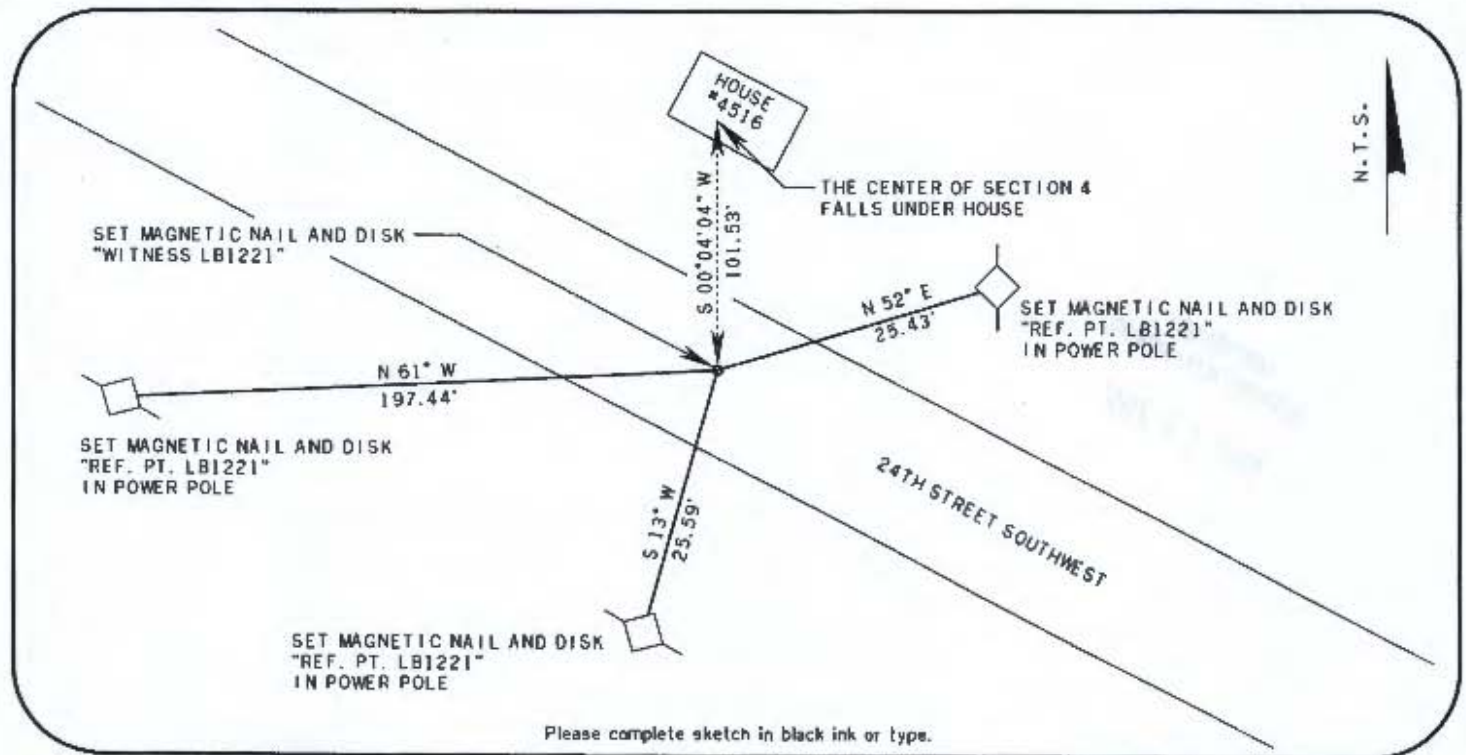 HOUSE
#4516
N.T.S.
THE CENTER OF SECTION 4
FALLS UNDER HOUSE
S 00°04'04" W
101.53'
SET MAGNETIC NAIL AND DISK
"WITNESS LB1221"
N 52° E
25.43'
SET MAGNETIC NAIL AND DISK
"REF. PT. LB1221"
IN POWER POLE
N 61° W
197.44'
SET MAGNETIC NAIL AND DISK
"REF. PT. LB1221"
IN POWER POLE
24TH STREET SOUTHWEST
S 13° W
25.59'
SET MAGNETIC NAIL AND DISK
"REF. PT. LB1221"
IN POWER POLE
Please complete sketch in black ink or type.